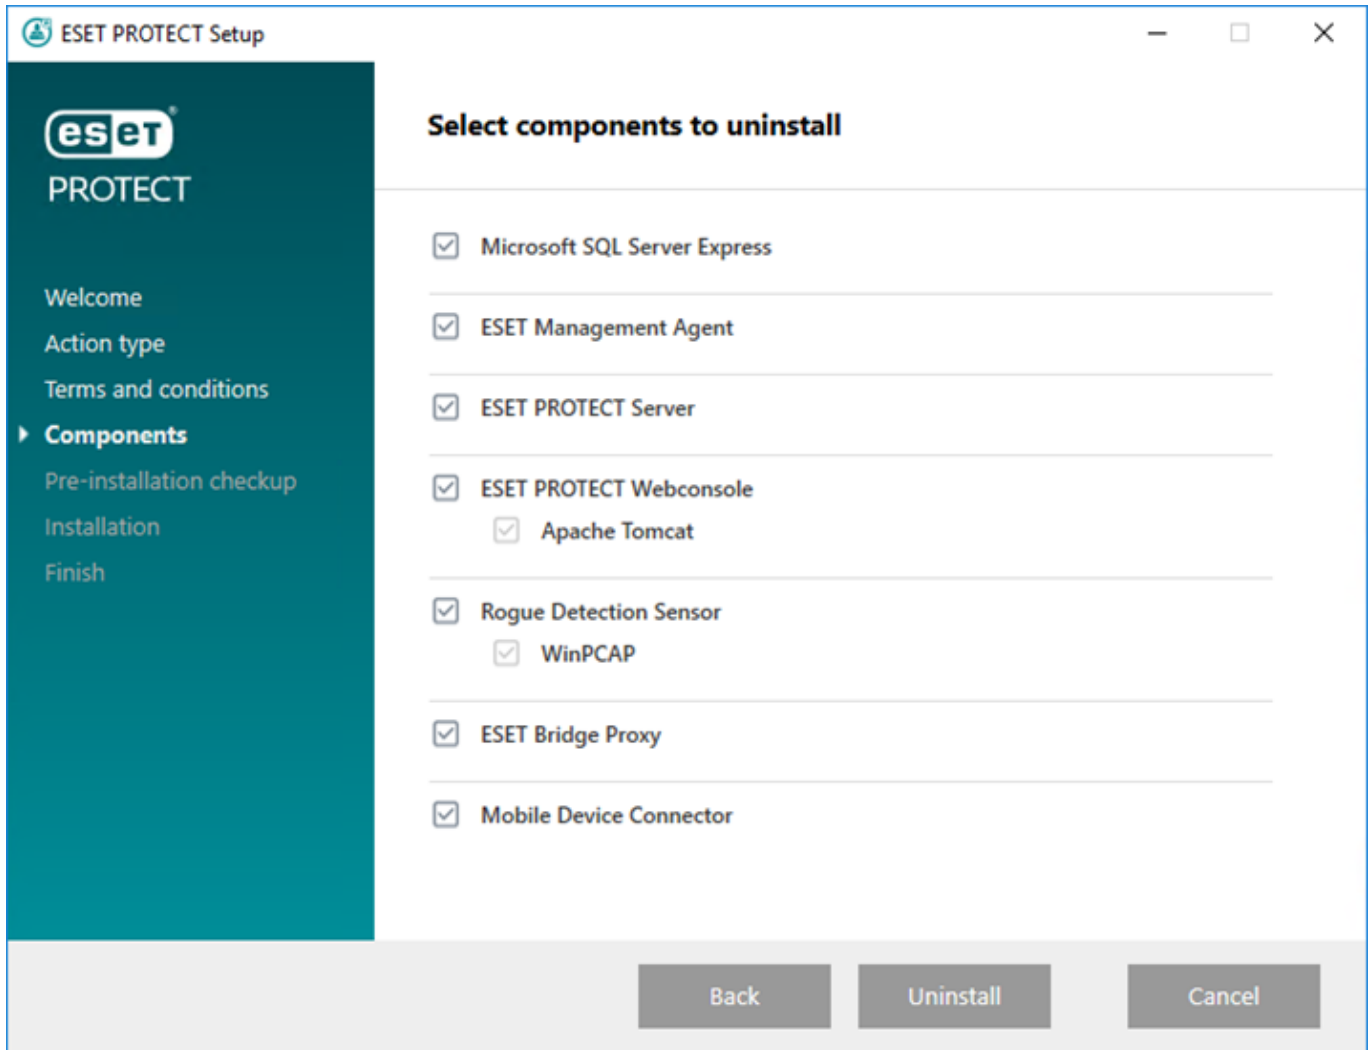 ESET PROTECT Setup
eset®
PROTECT
Welcome
Action type
Terms and conditions
Components
Pre-installation checkup
Installation
Finish
Select components to uninstall
Microsoft SQL Server Express
ESET Management Agent
ESET PROTECT Server
ESET PROTECT Webconsole
Apache Tomcat
Rogue Detection Sensor
WinPCAP
ESET Bridge Proxy
Mobile Device Connector
Back
Uninstall
Cancel